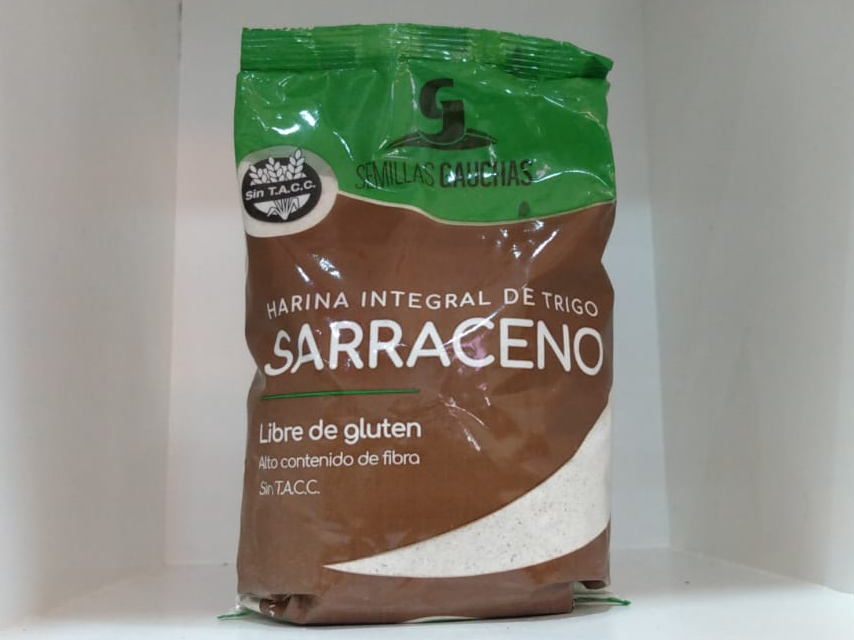 SEMILLAS GAUCHAS
Sin T.A.C.C.
HARINA INTEGRAL DE TRIGO
SARRACENO
Libre de gluten
Alto contenido de fibra
Sin T.A.C.C.